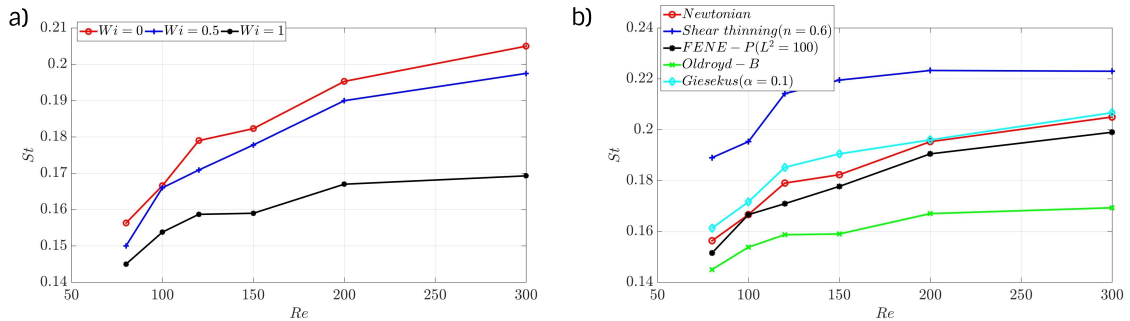 a)
Wi = 0
Wi = 0.5
Wi = 1
0.21
0.2
0.19
0.18
0.17
0.16
0.15
0.14
St
50
100
150
200
250
300
Re
b)
Newtonian
Shear thinning(n = 0.6)
FENE − P(L² = 100)
Oldroyd − B
Giesekus(α = 0.1)
0.24
0.22
0.2
0.18
0.16
0.14
St
50
100
150
200
250
300
Re